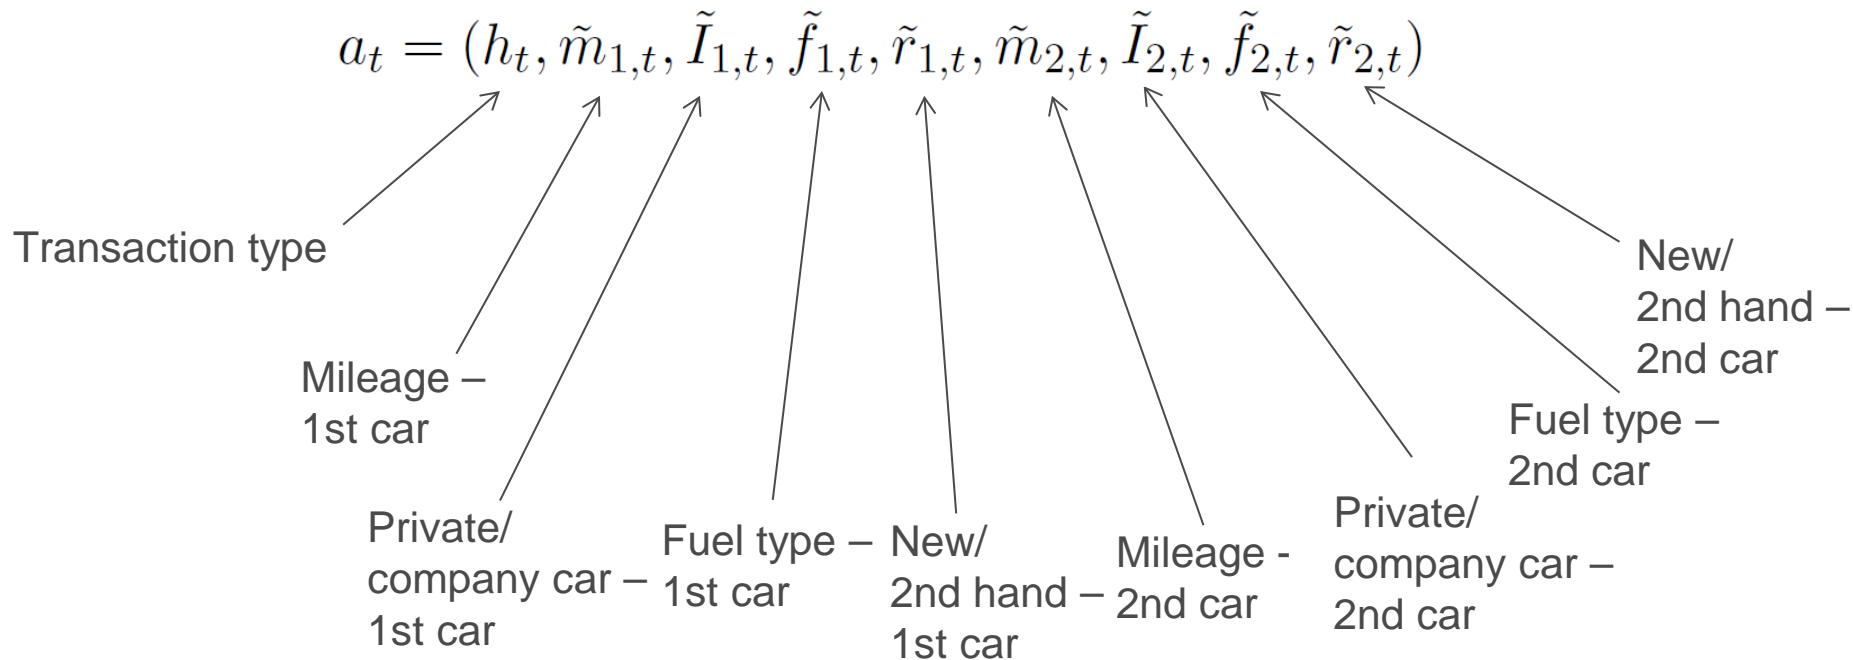 a_t = (h_t, m̃_{1,t}, Ĩ_{1,t}, f̃_{1,t}, r̃_{1,t}, m̃_{2,t}, Ĩ_{2,t}, f̃_{2,t}, r̃_{2,t})
Transaction type
Mileage –
1st car
Private/
company car –
1st car
Fuel type –
1st car
New/
2nd hand –
1st car
Mileage -
2nd car
Private/
company car –
2nd car
Fuel type –
2nd car
New/
2nd hand –
2nd car